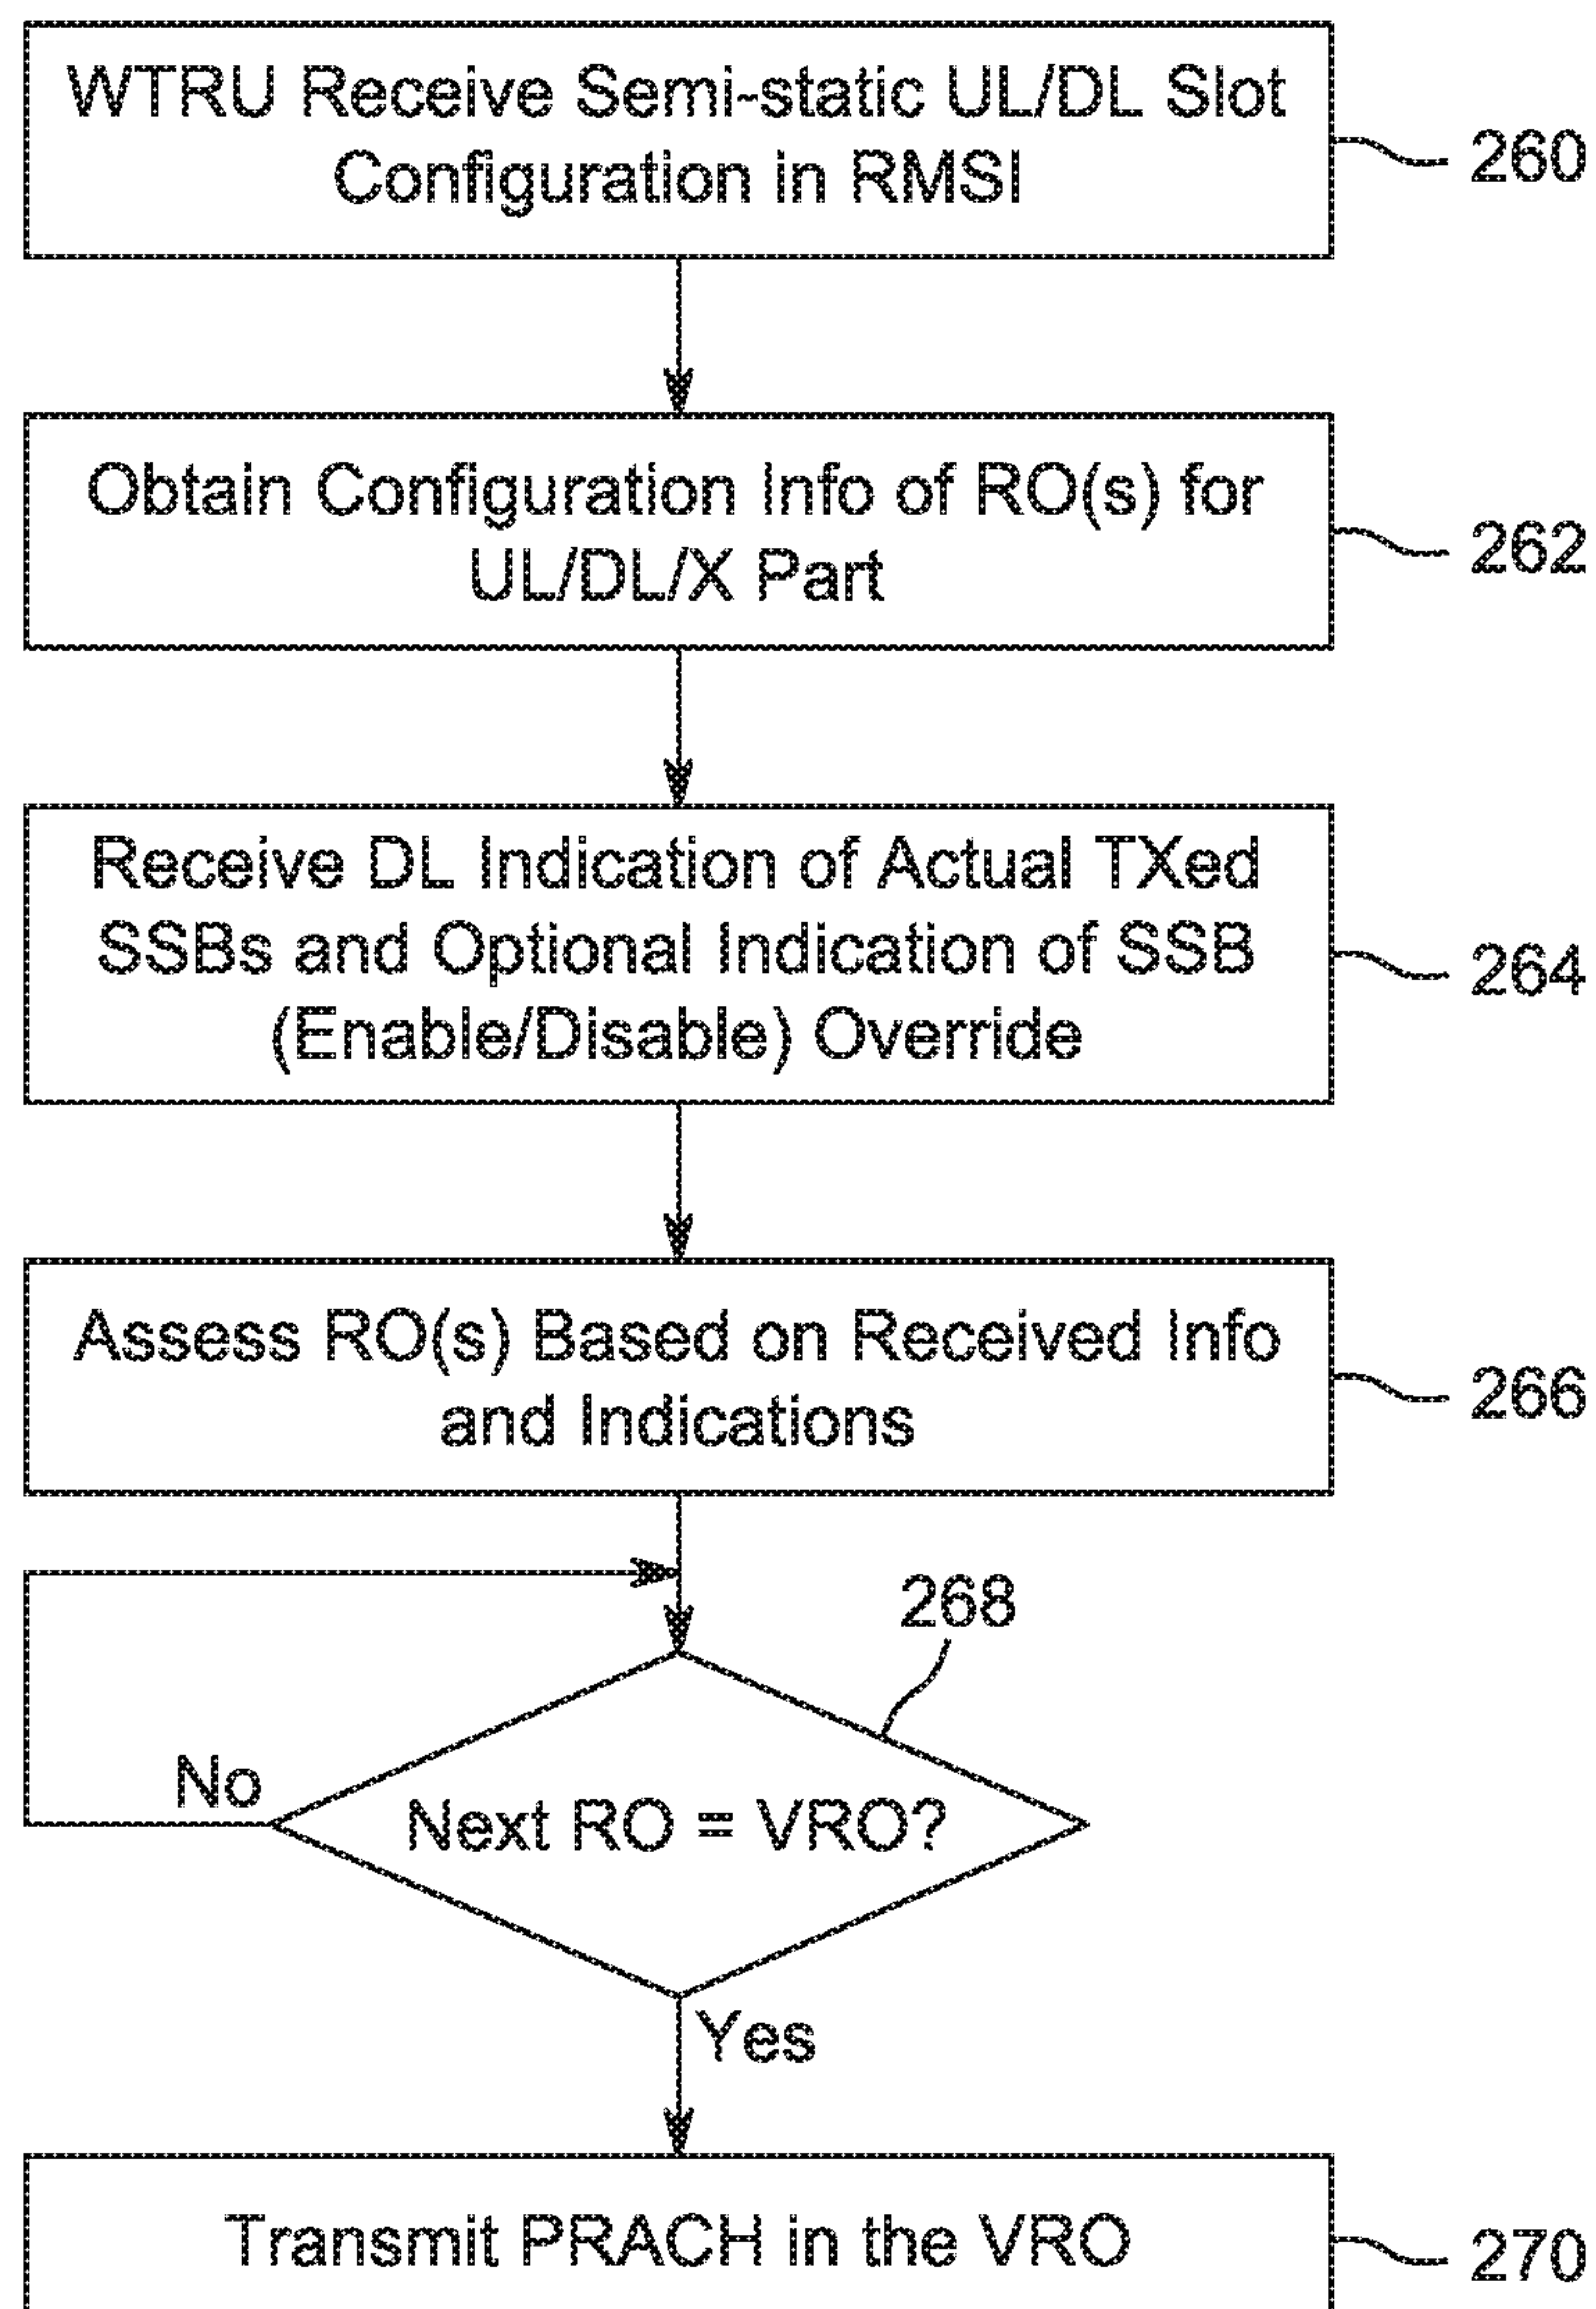 WTRU Receive Semi-static UL/DL Slot
Configuration in RMSI
260
Obtain Configuration Info of RO(s) for
UL/DL/X Part
262
Receive DL Indication of Actual TXed
SSBs and Optional Indication of SSB
(Enable/Disable) Override
264
Assess RO(s) Based on Received Info
and Indications
266
268
No
Next RO = VRO?
Yes
Transmit PRACH in the VRO
270